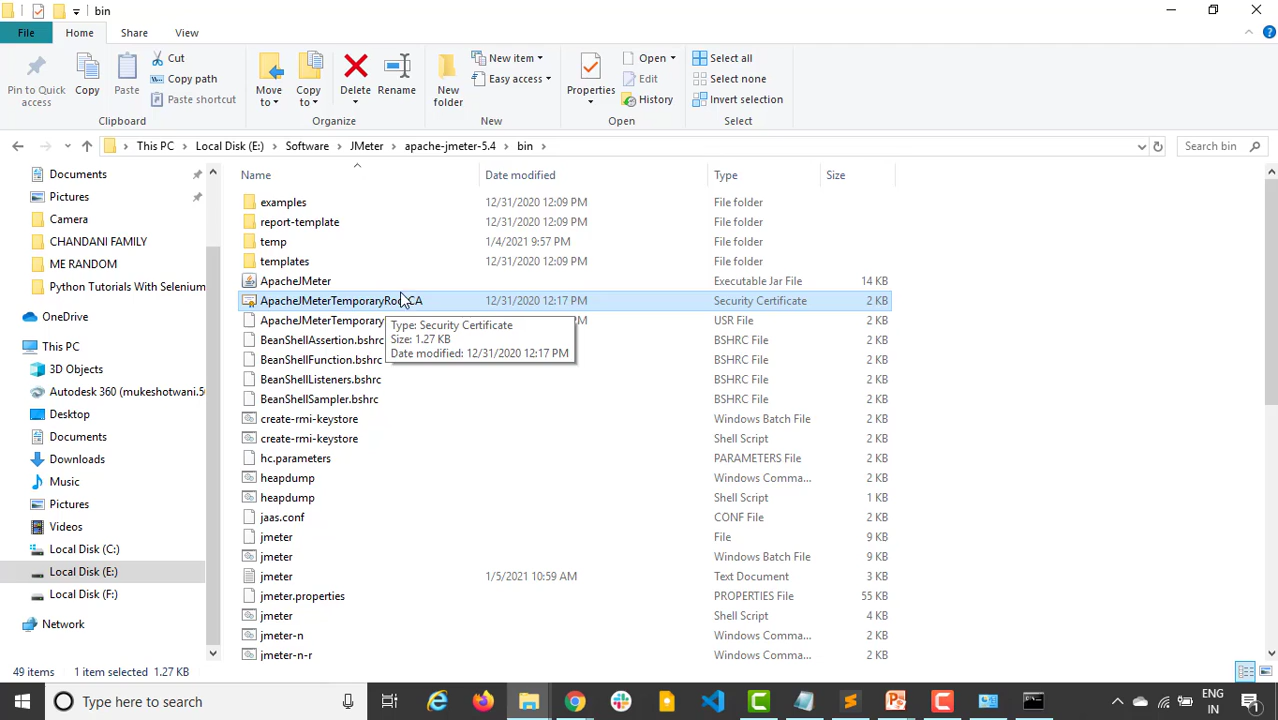 bin
File Home Share View
Pin to Quick access
Copy
Paste
Cut
Copy path
Paste shortcut
Clipboard
Move to
Copy to
Delete
Rename
Organize
New folder
New item
Easy access
New
Properties
Open
Edit
History
Open
Select all
Select none
Invert selection
Select
This PC > Local Disk (E:) > Software > JMeter > apache-jmeter-5.4 > bin >
Search bin
Documents
Pictures
Camera
CHANDANI FAMILY
ME RANDOM
Python Tutorials With Selenium
OneDrive
This PC
3D Objects
Autodesk 360 (mukeshotwani.50
Desktop
Documents
Downloads
Music
Pictures
Videos
Local Disk (C:)
Local Disk (E:)
Local Disk (F:)
Network
Name Date modified Type Size
examples 12/31/2020 12:09 PM File folder
report-template 12/31/2020 12:09 PM File folder
temp 1/4/2021 9:57 PM File folder
templates 12/31/2020 12:09 PM File folder
ApacheJMeter Executable Jar File 14 KB
ApacheJMeterTemporaryRootCA 12/31/2020 12:17 PM Security Certificate 2 KB
ApacheJMeterTemporary PM USR File 2 KB
BeanShellAssertion.bshrc BSHRC File 2 KB
BeanShellFunction.bshrc BSHRC File 2 KB
BeanShellListeners.bshrc BSHRC File 2 KB
BeanShellSampler.bshrc BSHRC File 2 KB
create-rmi-keystore Windows Batch File 2 KB
create-rmi-keystore Shell Script 2 KB
hc.parameters PARAMETERS File 2 KB
heapdump Windows Comma... 2 KB
heapdump Shell Script 1 KB
jaas.conf CONF File 2 KB
jmeter File 9 KB
jmeter Windows Batch File 9 KB
jmeter 1/5/2021 10:59 AM Text Document 3 KB
jmeter.properties PROPERTIES File 55 KB
jmeter Shell Script 4 KB
jmeter-n Windows Comma... 2 KB
jmeter-n-r Windows Comma... 2 KB
Type: Security Certificate
Size: 1.27 KB
Date modified: 12/31/2020 12:17 PM
49 items 1 item selected 1.27 KB
Type here to search
ENG
IN
1